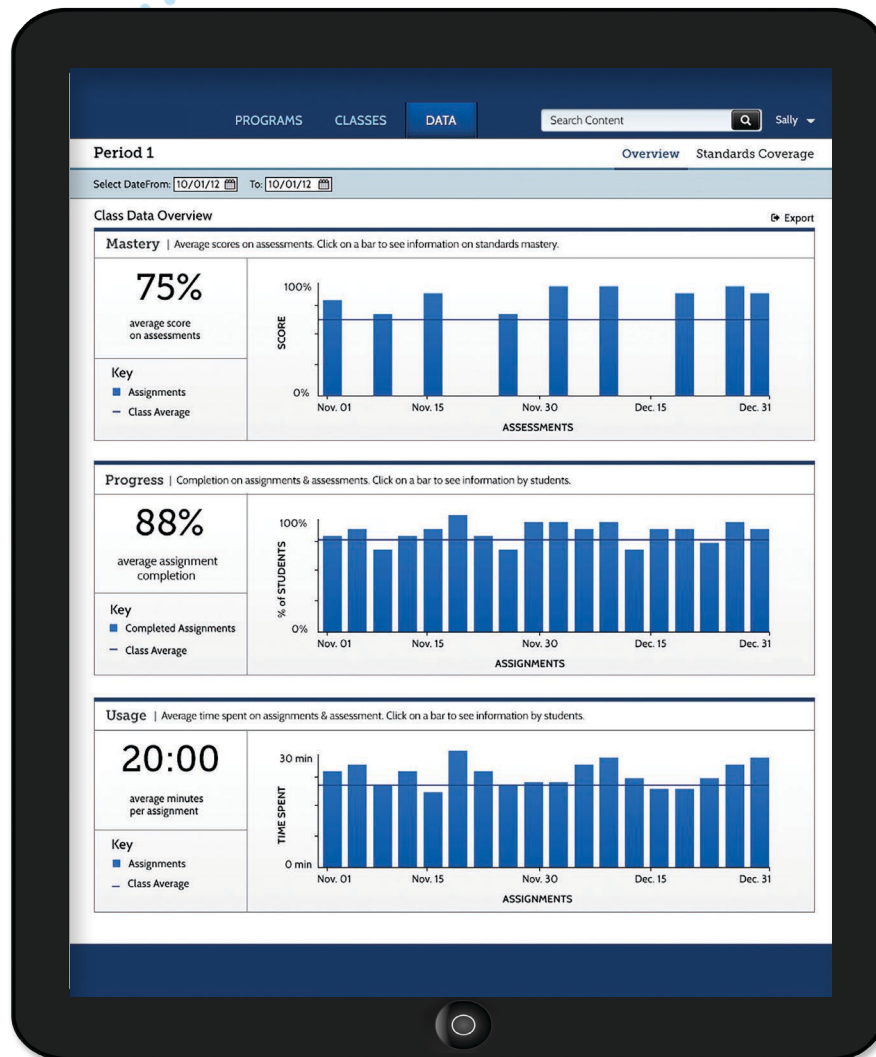 PROGRAMS CLASSES DATA Search Content Sally
Period 1 Overview Standards Coverage
Select DateFrom: 10/01/12 To: 10/01/12
Class Data Overview Export
Mastery | Average scores on assessments. Click on a bar to see information on standards mastery.
75%
average score
on assessments
Key
Assignments
Class Average
SCORE
100%
0%
Nov. 01 Nov. 15 Nov. 30 Dec. 15 Dec. 31
ASSESSMENTS
Progress | Completion on assignments & assessments. Click on a bar to see information by students.
88%
average assignment
completion
Key
Completed Assignments
Class Average
% of STUDENTS
100%
0%
Nov. 01 Nov. 15 Nov. 30 Dec. 15 Dec. 31
ASSIGNMENTS
Usage | Average time spent on assignments & assessment. Click on a bar to see information by students.
20:00
average minutes
per assignment
Key
Assignments
Class Average
TIME SPENT
30 min
0 min
Nov. 01 Nov. 15 Nov. 30 Dec. 15 Dec. 31
ASSIGNMENTS